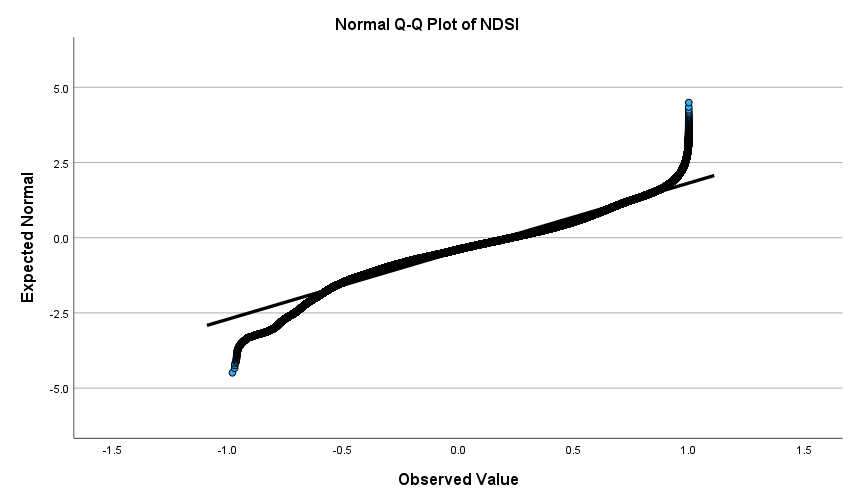 Normal Q-Q Plot of NDSI
Expected Normal
5.0
2.5
0.0
-2.5
-5.0
-1.5 -1.0 -0.5 0.0 0.5 1.0 1.5
Observed Value